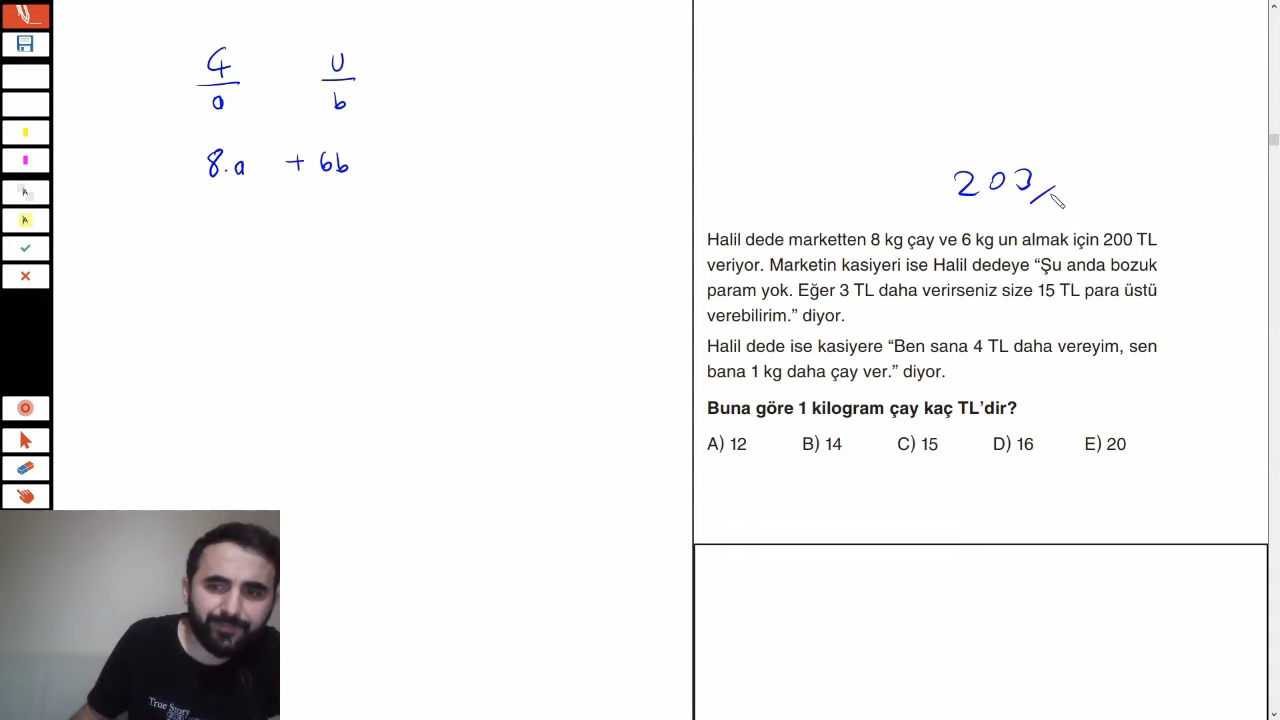 Ç U
a b
8.a + 6b
203
Halil dede marketten 8 kg çay ve 6 kg un almak için 200 TL
veriyor. Marketin kasiyeri ise Halil dedeye “Şu anda bozuk
param yok. Eğer 3 TL daha verirseniz size 15 TL para üstü
verebilirim.” diyor.
Halil dede ise kasiyere “Ben sana 4 TL daha vereyim, sen
bana 1 kg daha çay ver.” diyor.
Buna göre 1 kilogram çay kaç TL’dir?
A) 12 B) 14 C) 15 D) 16 E) 20
True Story